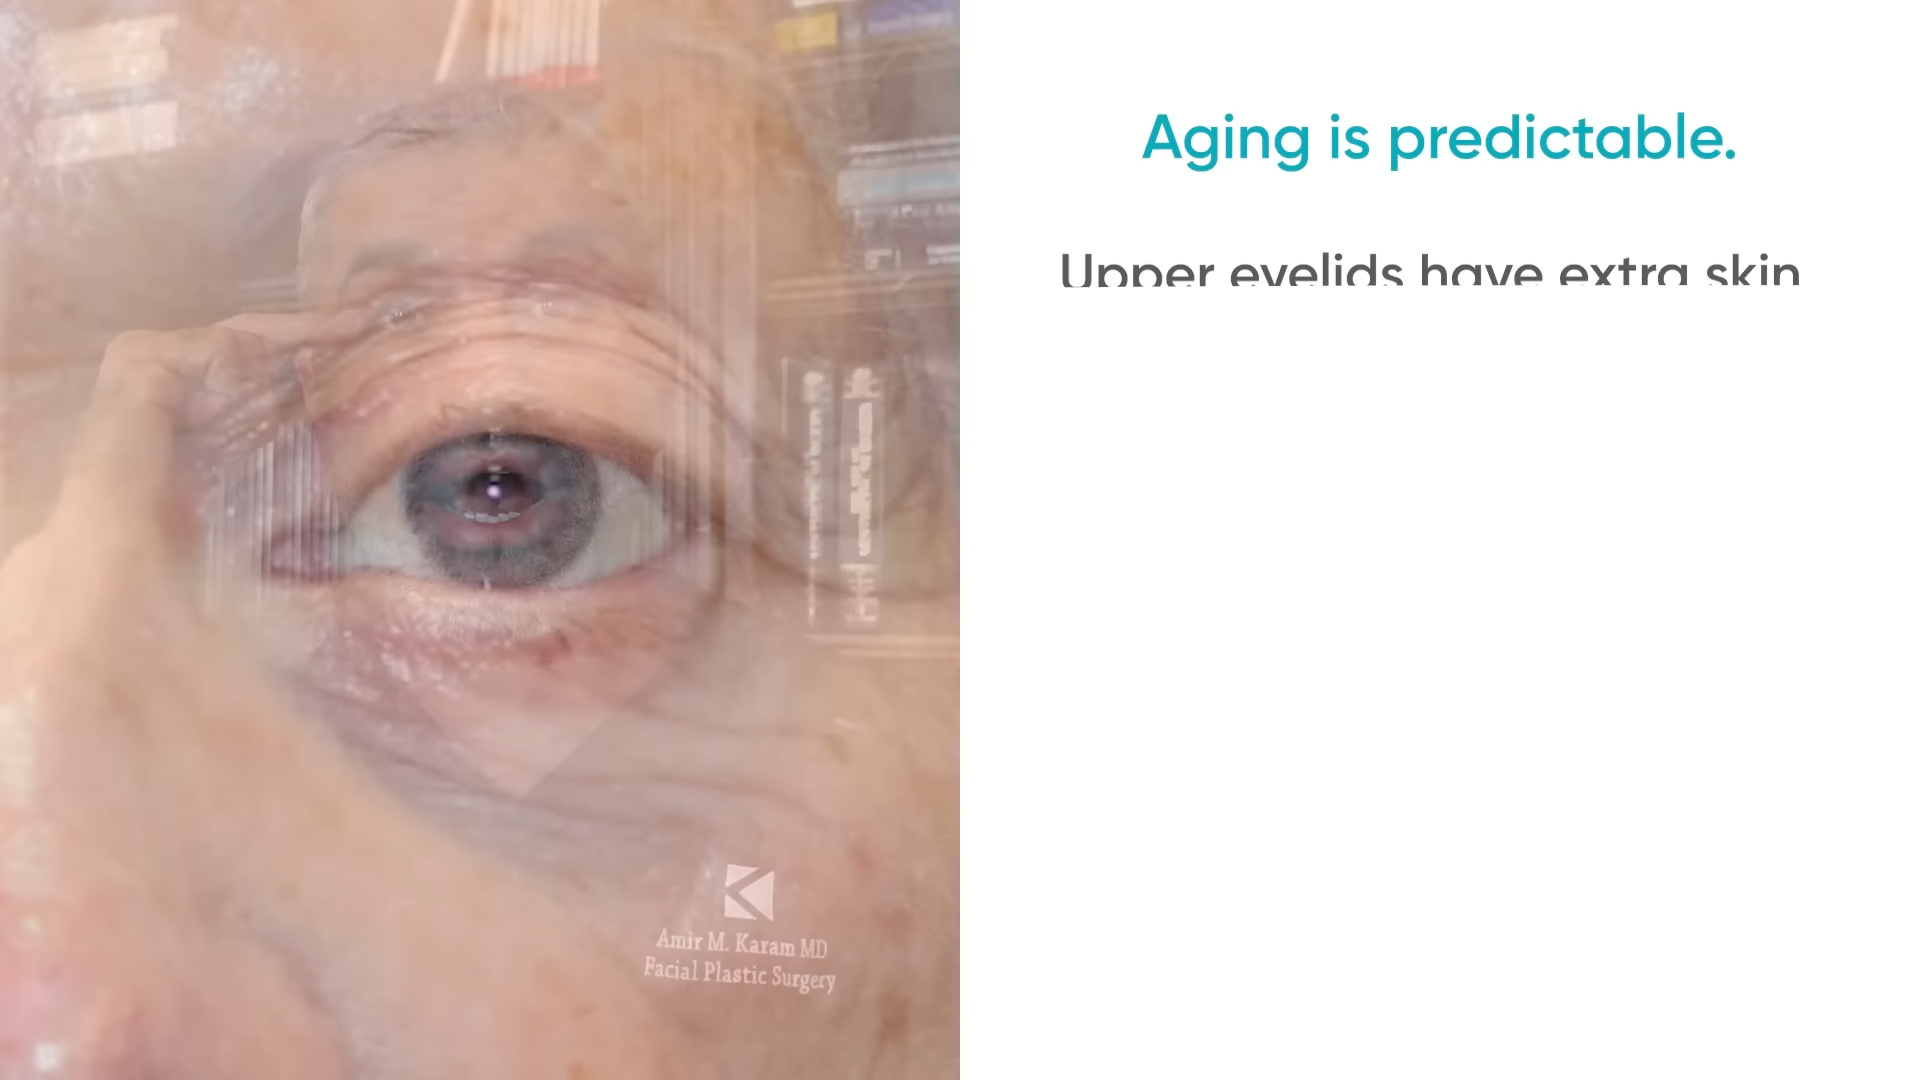 Aging is predictable.
Upper eyelids have extra skin
Amir M. Karam MD
Facial Plastic Surgery